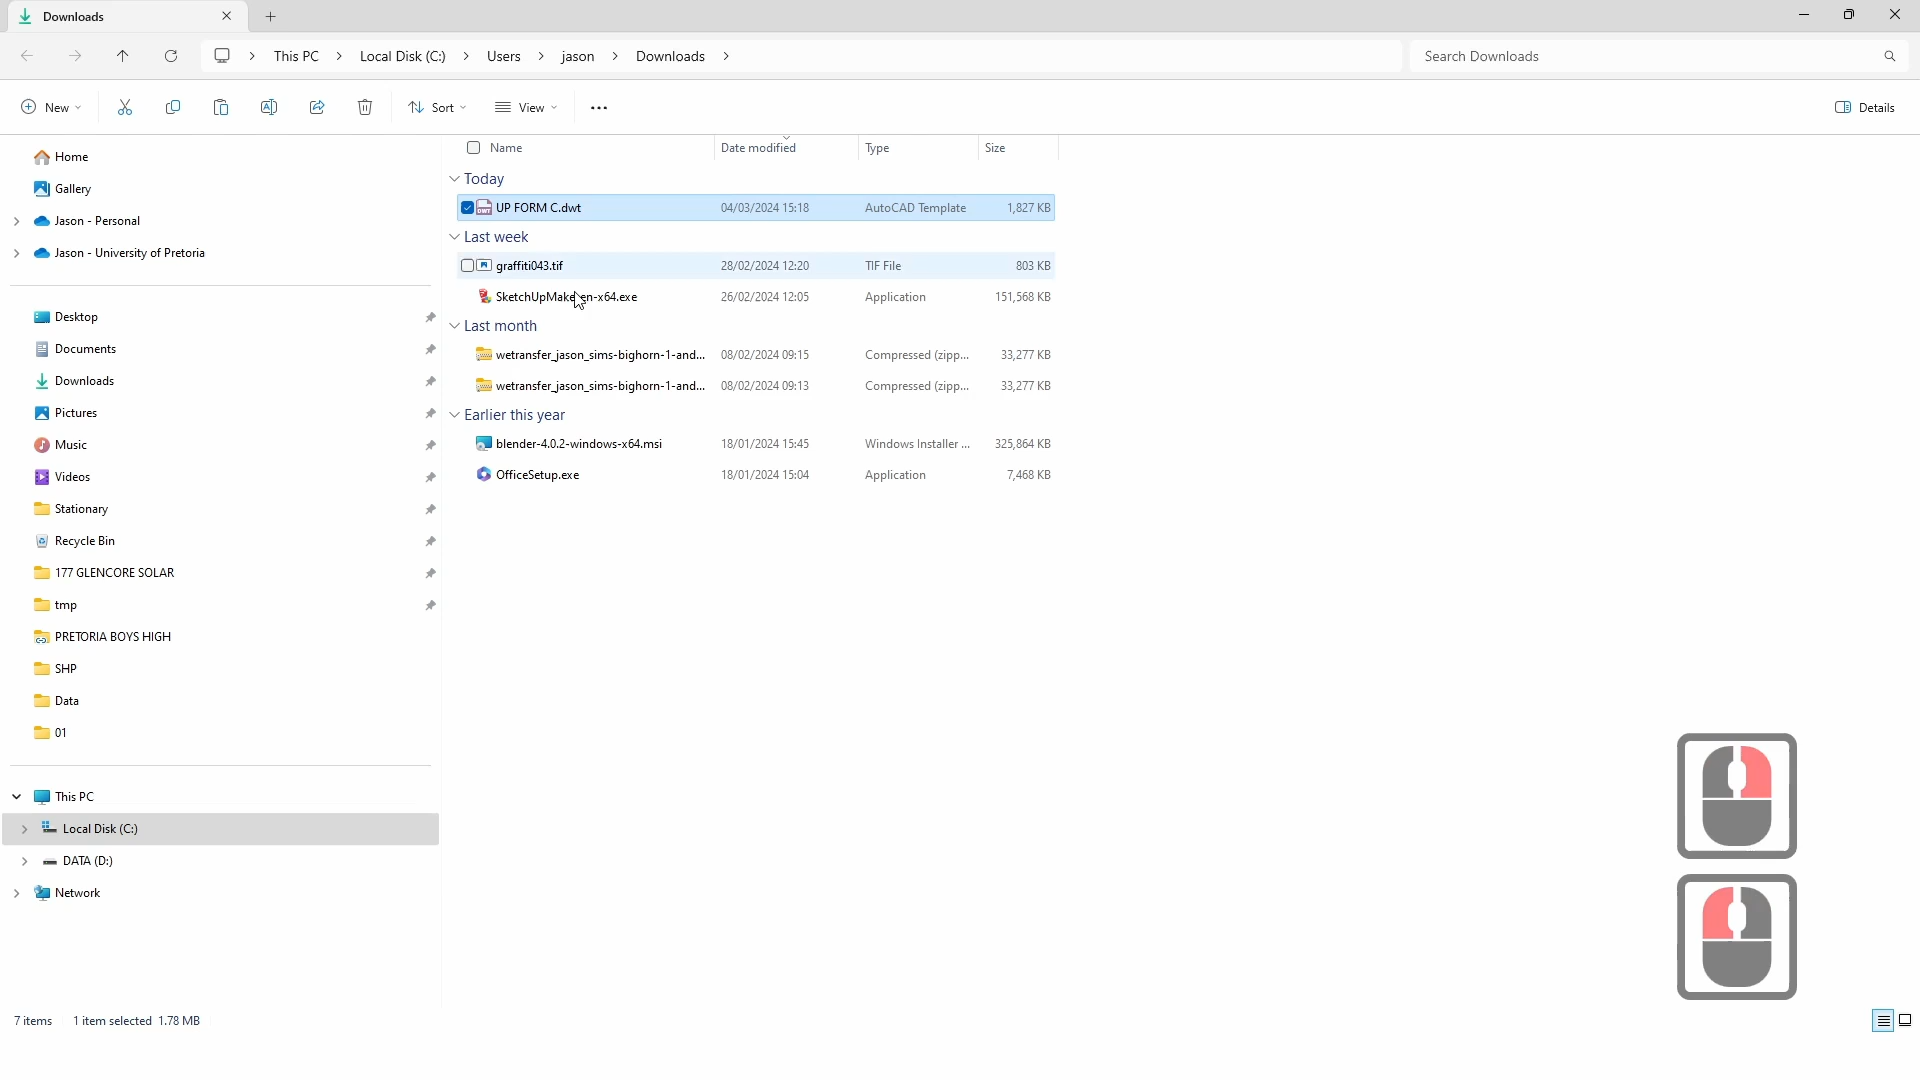 Downloads
This PC
Local Disk (C:)
Users
jason
Downloads
Search Downloads
New
Sort
View
Details
Home
Gallery
Jason - Personal
Jason - University of Pretoria
Desktop
Documents
Downloads
Pictures
Music
Videos
Stationary
Recycle Bin
177 GLENCORE SOLAR
tmp
PRETORIA BOYS HIGH
SHP
Data
01
This PC
Local Disk (C:)
DATA (D:)
Network
Name Date modified Type Size
Today
UP FORM C.dwt 04/03/2024 15:18 AutoCAD Template 1,827 KB
Last week
graffiti043.tif 28/02/2024 12:20 TIF File 803 KB
SketchUpMake en-x64.exe 26/02/2024 12:05 Application 151,568 KB
Last month
wetransfer_jason_sims-bighorn-1-and... 08/02/2024 09:15 Compressed (zipp... 33,277 KB
wetransfer_jason_sims-bighorn-1-and... 08/02/2024 09:13 Compressed (zipp... 33,277 KB
Earlier this year
blender-4.0.2-windows-x64.msi 18/01/2024 15:45 Windows Installer ... 325,864 KB
OfficeSetup.exe 18/01/2024 15:04 Application 7,468 KB
7 items 1 item selected 1.78 MB